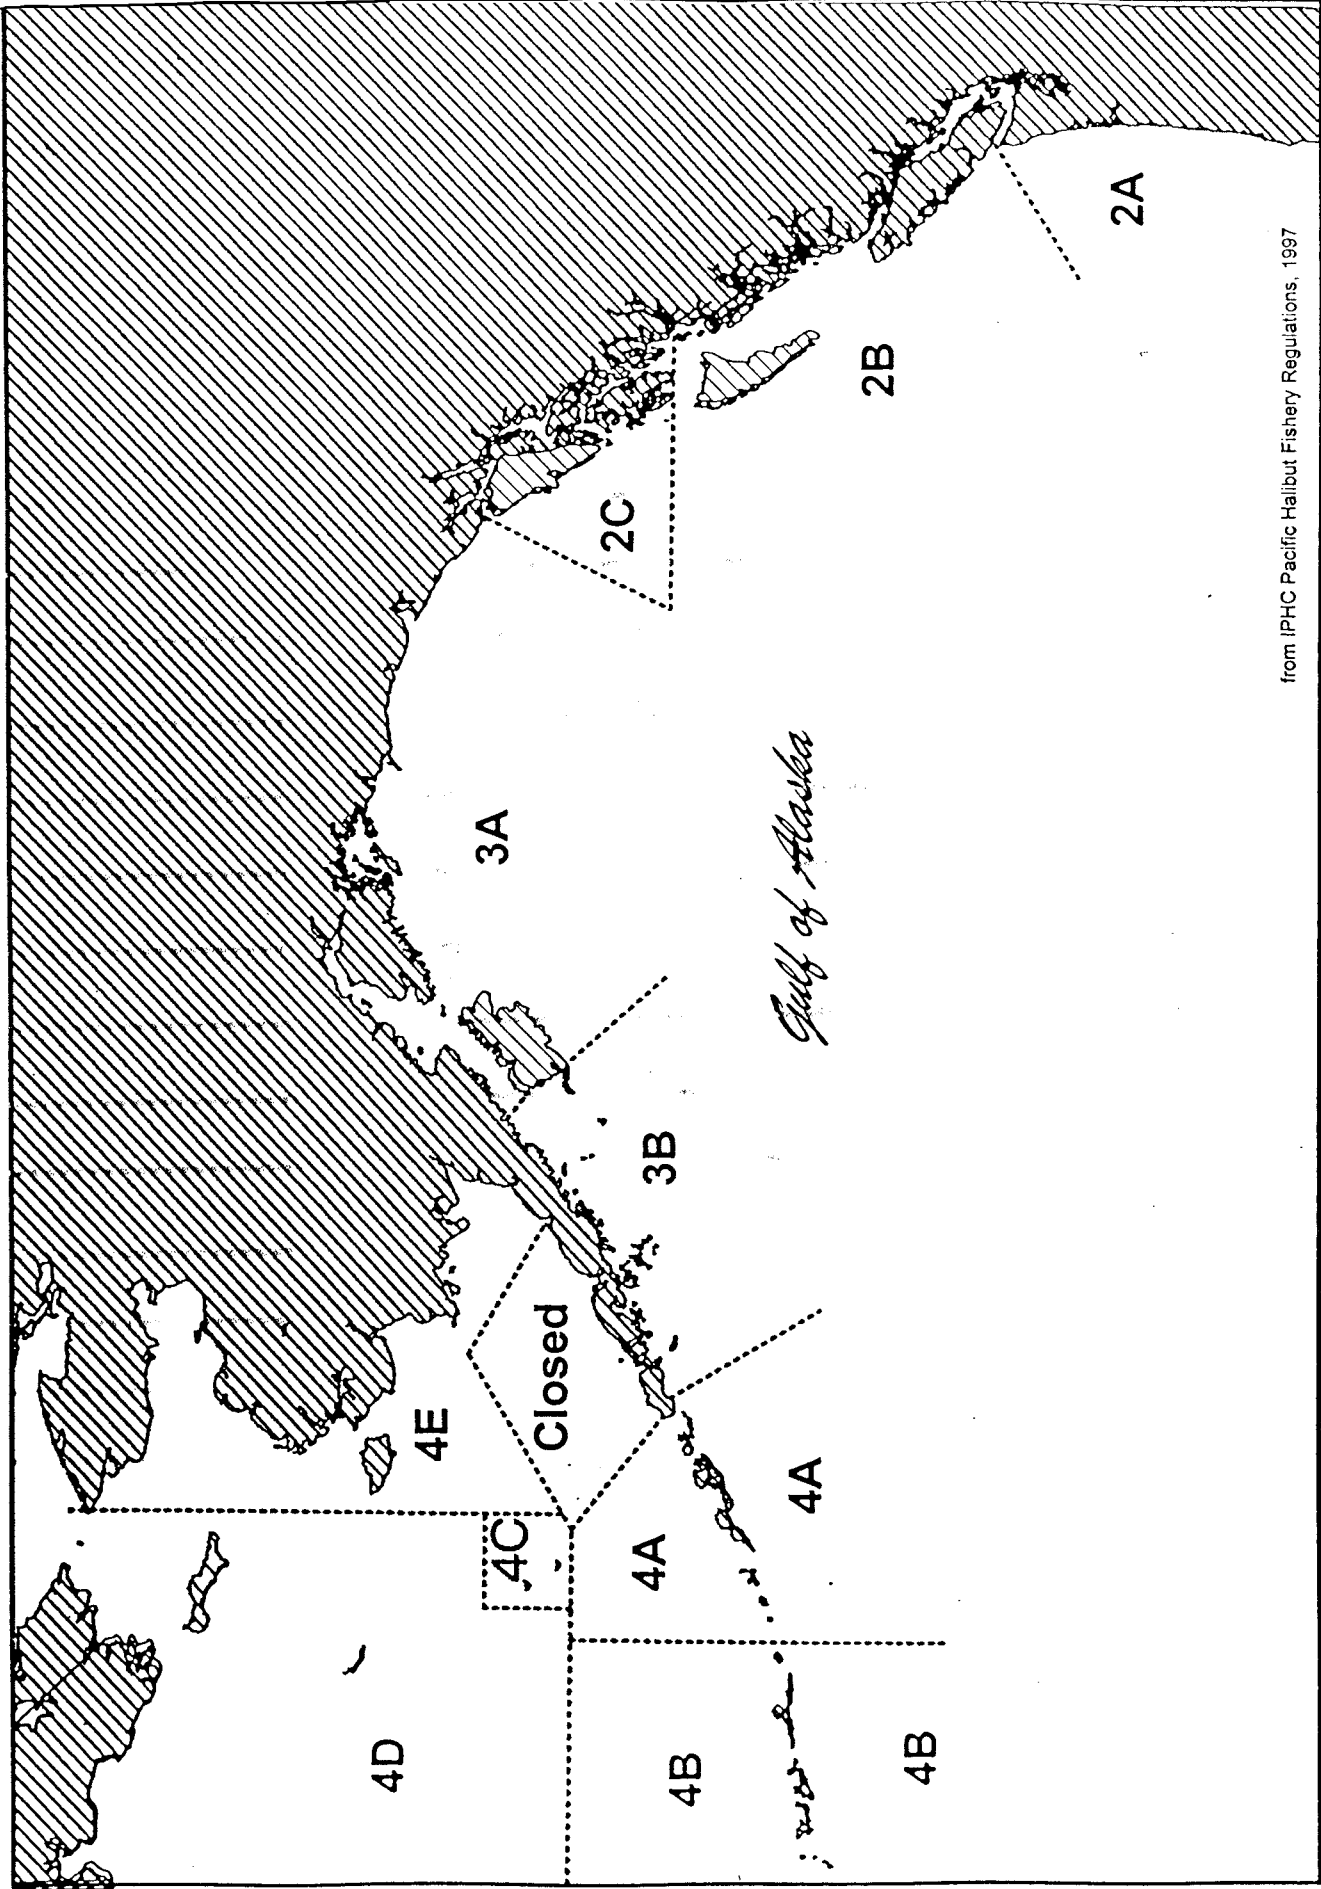 4D
4C
4E
Closed
4B
4A
4B
4A
3B
3A
Gulf of Alaska
2C
2B
2A
from IPHC Pacific Halibut Fishery Regulations, 1997